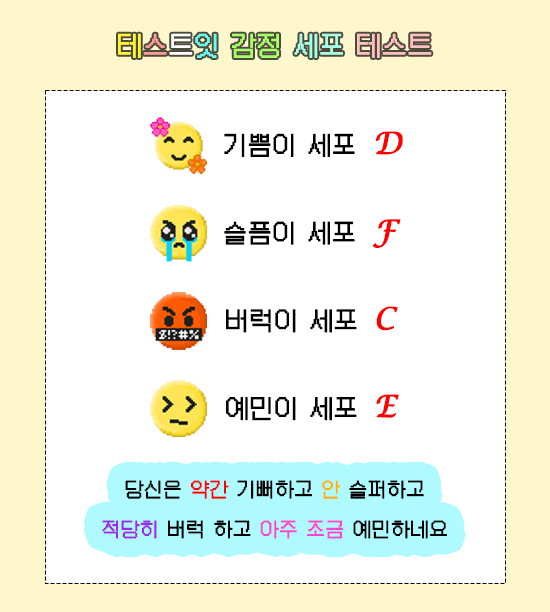 테스트잇 감정 세포 테스트
기쁨이 세포 D
슬픔이 세포 F
$!?#%
버럭이 세포 C
예민이 세포 E
당신은 약간 기뻐하고 안 슬퍼하고
적당히 버럭 하고 아주 조금 예민하네요